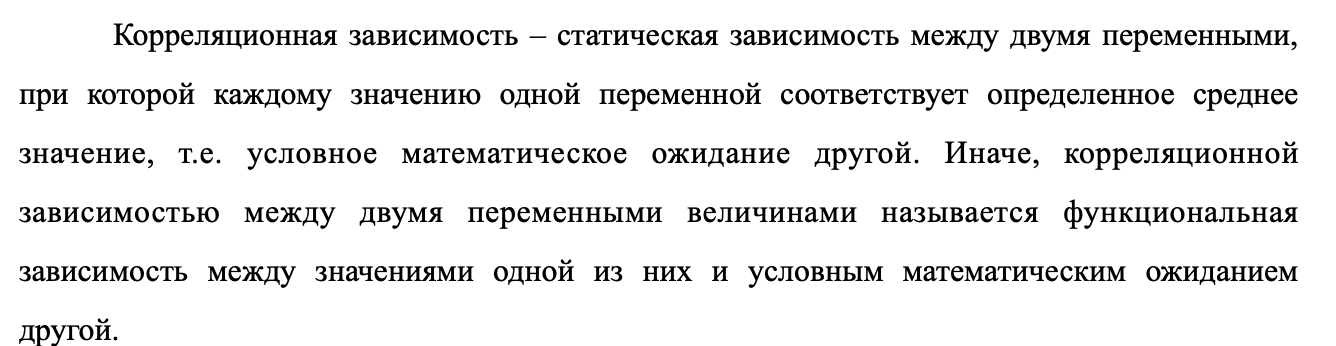 Корреляционная зависимость – статическая зависимость между двумя переменными,
при которой каждому значению одной переменной соответствует определенное среднее
значение, т.е. условное математическое ожидание другой. Иначе, корреляционной
зависимостью между двумя переменными величинами называется функциональная
зависимость между значениями одной из них и условным математическим ожиданием
другой.